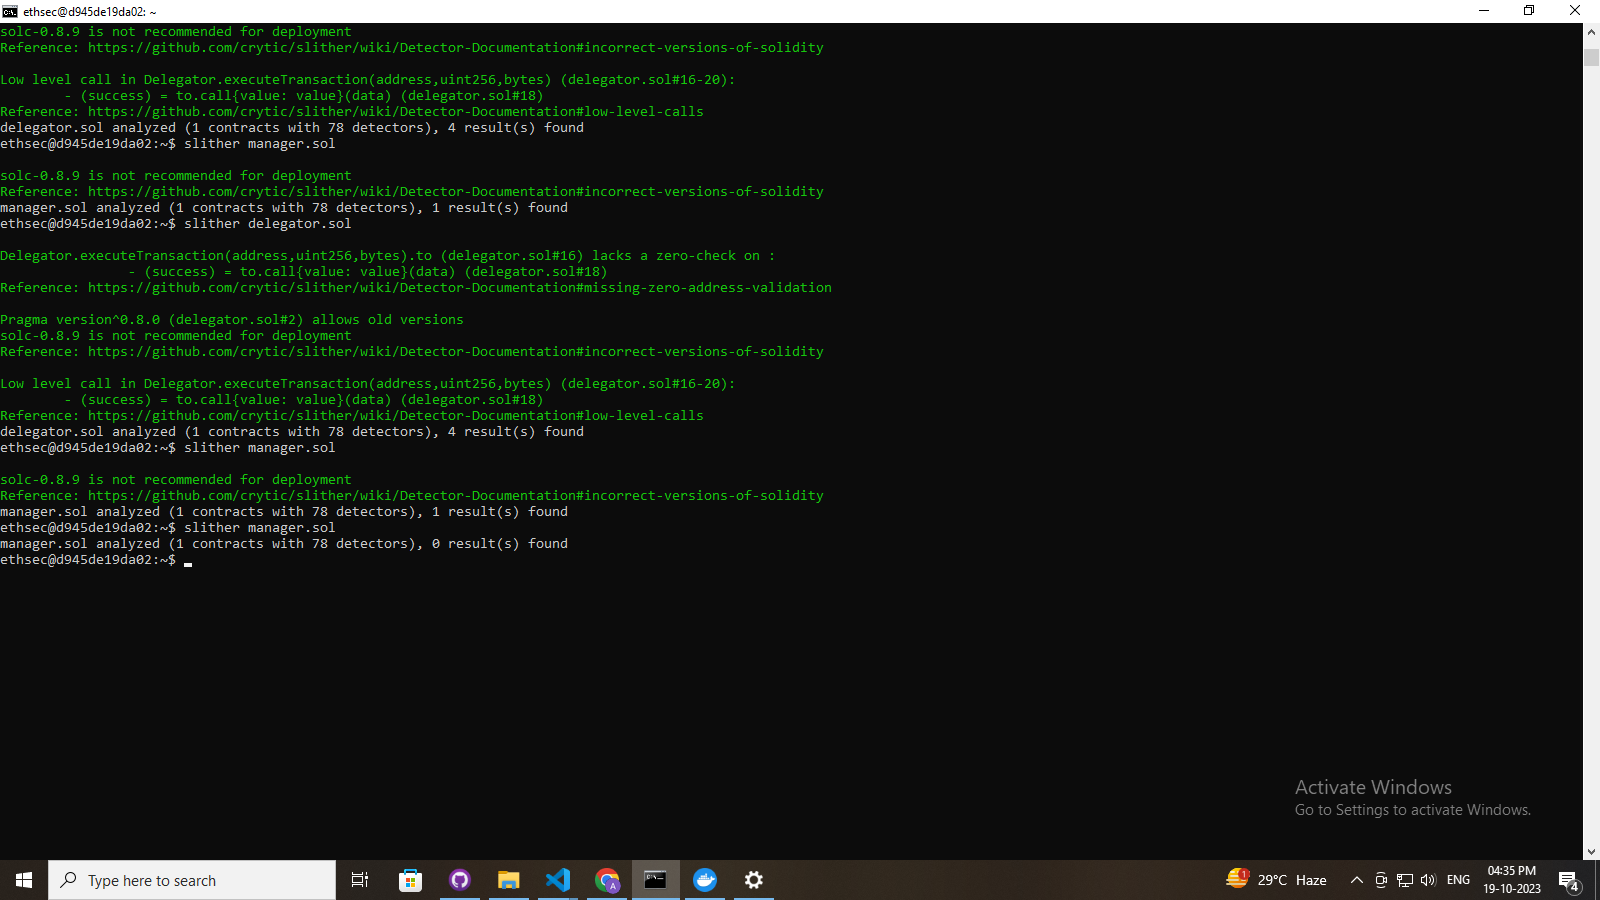 ethsec@d945de19da02: ~
solc-0.8.9 is not recommended for deployment
Reference: https://github.com/crytic/slither/wiki/Detector-Documentation#incorrect-versions-of-solidity
Low level call in Delegator.executeTransaction(address,uint256,bytes) (delegator.sol#16-20):
- (success) = to.call{value: value}(data) (delegator.sol#18)
Reference: https://github.com/crytic/slither/wiki/Detector-Documentation#low-level-calls
delegator.sol analyzed (1 contracts with 78 detectors), 4 result(s) found
ethsec@d945de19da02:~$ slither manager.sol
solc-0.8.9 is not recommended for deployment
Reference: https://github.com/crytic/slither/wiki/Detector-Documentation#incorrect-versions-of-solidity
manager.sol analyzed (1 contracts with 78 detectors), 1 result(s) found
ethsec@d945de19da02:~$ slither delegator.sol
Delegator.executeTransaction(address,uint256,bytes).to (delegator.sol#16) lacks a zero-check on :
- (success) = to.call{value: value}(data) (delegator.sol#18)
Reference: https://github.com/crytic/slither/wiki/Detector-Documentation#missing-zero-address-validation
Pragma version^0.8.0 (delegator.sol#2) allows old versions
solc-0.8.9 is not recommended for deployment
Reference: https://github.com/crytic/slither/wiki/Detector-Documentation#incorrect-versions-of-solidity
Low level call in Delegator.executeTransaction(address,uint256,bytes) (delegator.sol#16-20):
- (success) = to.call{value: value}(data) (delegator.sol#18)
Reference: https://github.com/crytic/slither/wiki/Detector-Documentation#low-level-calls
delegator.sol analyzed (1 contracts with 78 detectors), 4 result(s) found
ethsec@d945de19da02:~$ slither manager.sol
solc-0.8.9 is not recommended for deployment
Reference: https://github.com/crytic/slither/wiki/Detector-Documentation#incorrect-versions-of-solidity
manager.sol analyzed (1 contracts with 78 detectors), 1 result(s) found
ethsec@d945de19da02:~$ slither manager.sol
manager.sol analyzed (1 contracts with 78 detectors), 0 result(s) found
ethsec@d945de19da02:~$
Activate Windows
Go to Settings to activate Windows.
Type here to search
A
1
29°C Haze
ENG
04:35 PM
19-10-2023
4